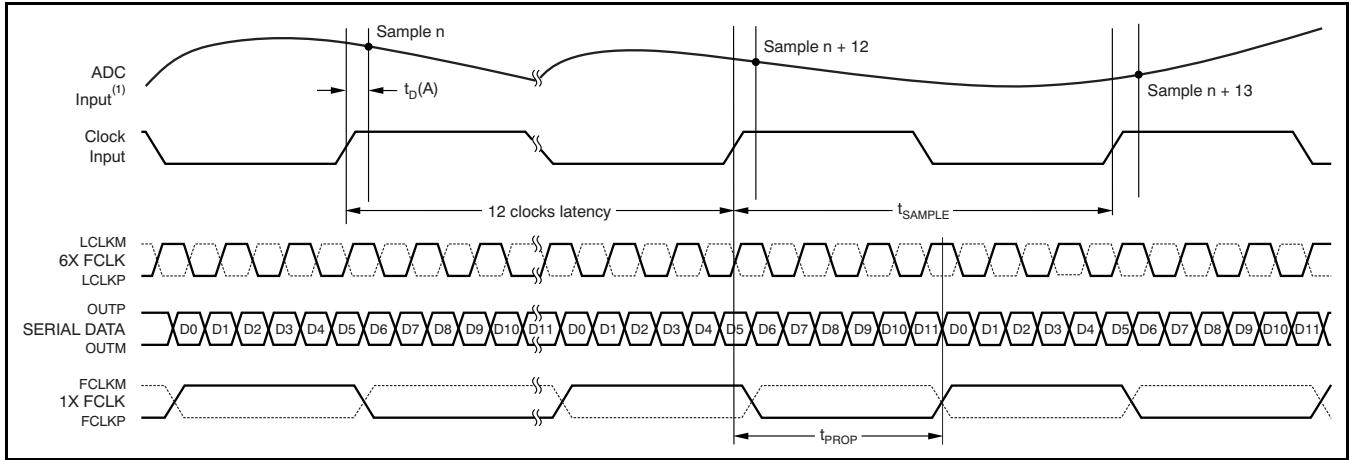 Sample n
Sample n + 12
Sample n + 13
ADC
Input(1)
tD(A)
Clock
Input
12 clocks latency
tSAMPLE
LCLKM
6X FCLK
LCLKP
OUTP
SERIAL DATA
OUTM
D0 D1 D2 D3 D4 D5 D6 D7 D8 D9 D10 D11 D0 D1 D2 D3 D4 D5 D6 D7 D8 D9 D10 D11 D0 D1 D2 D3 D4 D5 D6 D7 D8 D9 D10 D11
FCLKM
1X FCLK
FCLKP
tPROP